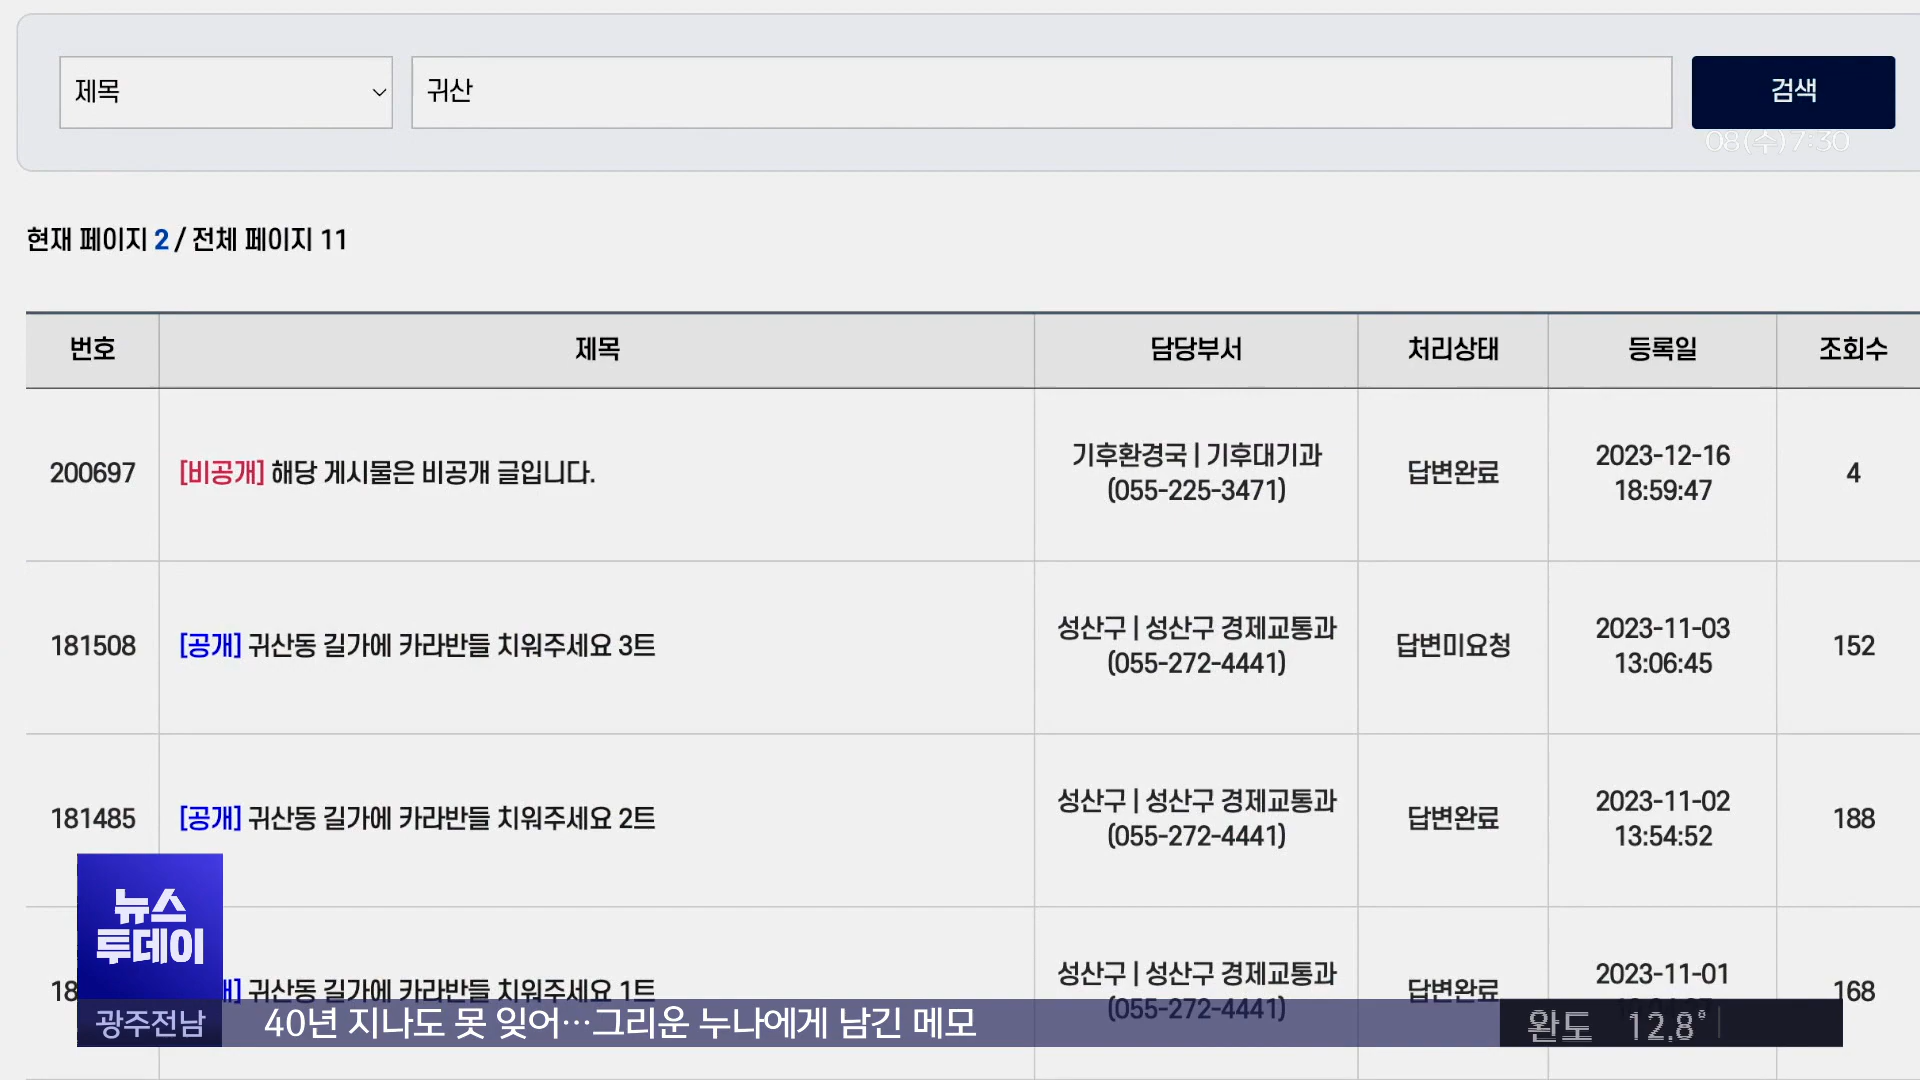 제목
귀산
검색
08(수)7:30
현재 페이지 2 / 전체 페이지 11
번호 제목 담당부서 처리상태 등록일 조회수
200697 [비공개] 해당 게시물은 비공개 글입니다. 기후환경국 | 기후대기과 (055-225-3471) 답변완료 2023-12-16 18:59:47 4
181508 [공개] 귀산동 길가에 카라반들 치워주세요 3트 성산구 | 성산구 경제교통과 (055-272-4441) 답변미요청 2023-11-03 13:06:45 152
181485 [공개] 귀산동 길가에 카라반들 치워주세요 2트 성산구 | 성산구 경제교통과 (055-272-4441) 답변완료 2023-11-02 13:54:52 188
귀산동 길가에 카라반들 치워주세요 1트 성산구 | 성산구 경제교통과 (055-272-4441) 답변완료 2023-11-01 168
뉴스
투데이
광주전남 40년 지나도 못 잊어…그리운 누나에게 남긴 메모 완도 12.8°